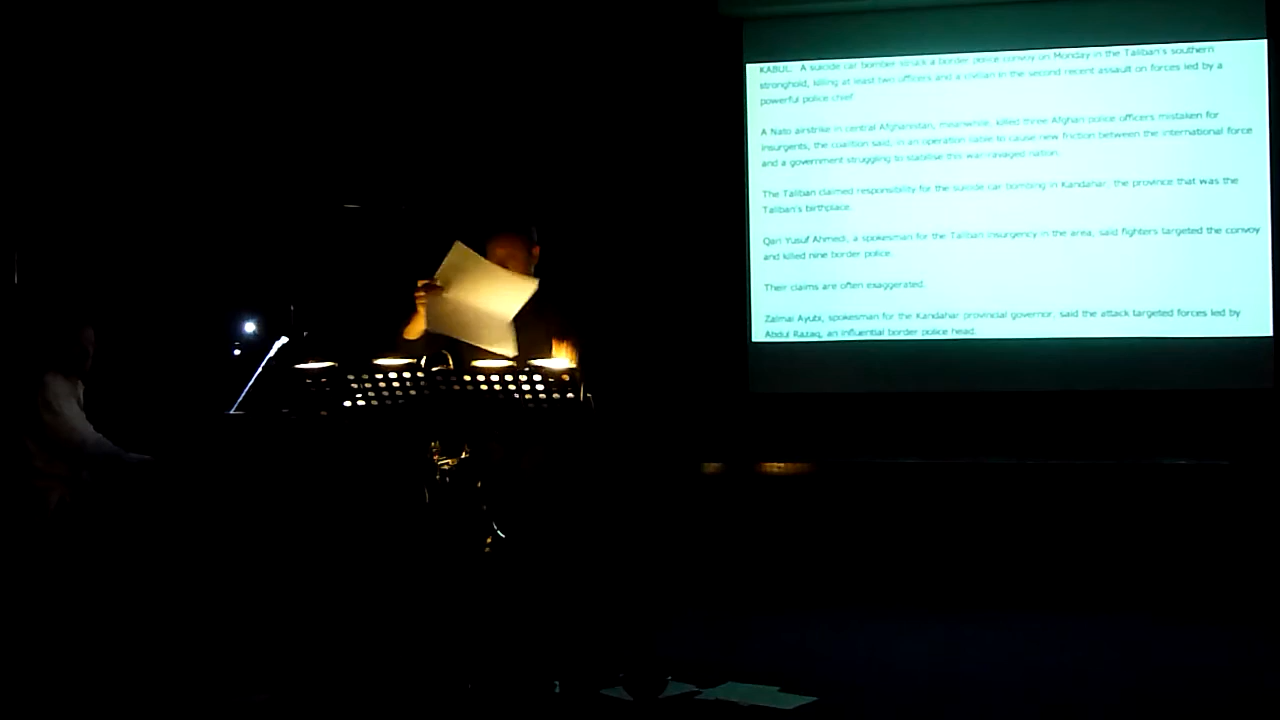 KABUL: A suicide car bomber struck a border police convoy on Monday in the Taliban's southern
stronghold, killing at least two officers and a civilian in the second recent assault on forces led by a
powerful police chief.
A Nato airstrike in central Afghanistan, meanwhile, killed three Afghan police officers mistaken for
insurgents, the coalition said, in an operation liable to cause new friction between the international force
and a government struggling to stabilise this war-ravaged nation.
The Taliban claimed responsibility for the suicide car bombing in Kandahar, the province that was the
Taliban's birthplace.
Qari Yusuf Ahmedi, a spokesman for the Taliban insurgency in the area, said fighters targeted the convoy
and killed nine border police.
Their claims are often exaggerated.
Zalmai Ayubi, spokesman for the Kandahar provincial governor, said the attack targeted forces led by
Abdul Razaq, an influential border police head.